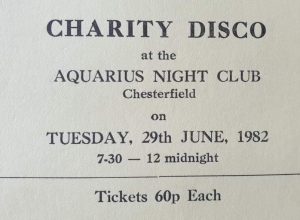 CHARITY DISCO
at the
AQUARIUS NIGHT CLUB
Chesterfield
on
TUESDAY, 29th JUNE, 1982
7-30 — 12 midnight
Tickets 60p Each